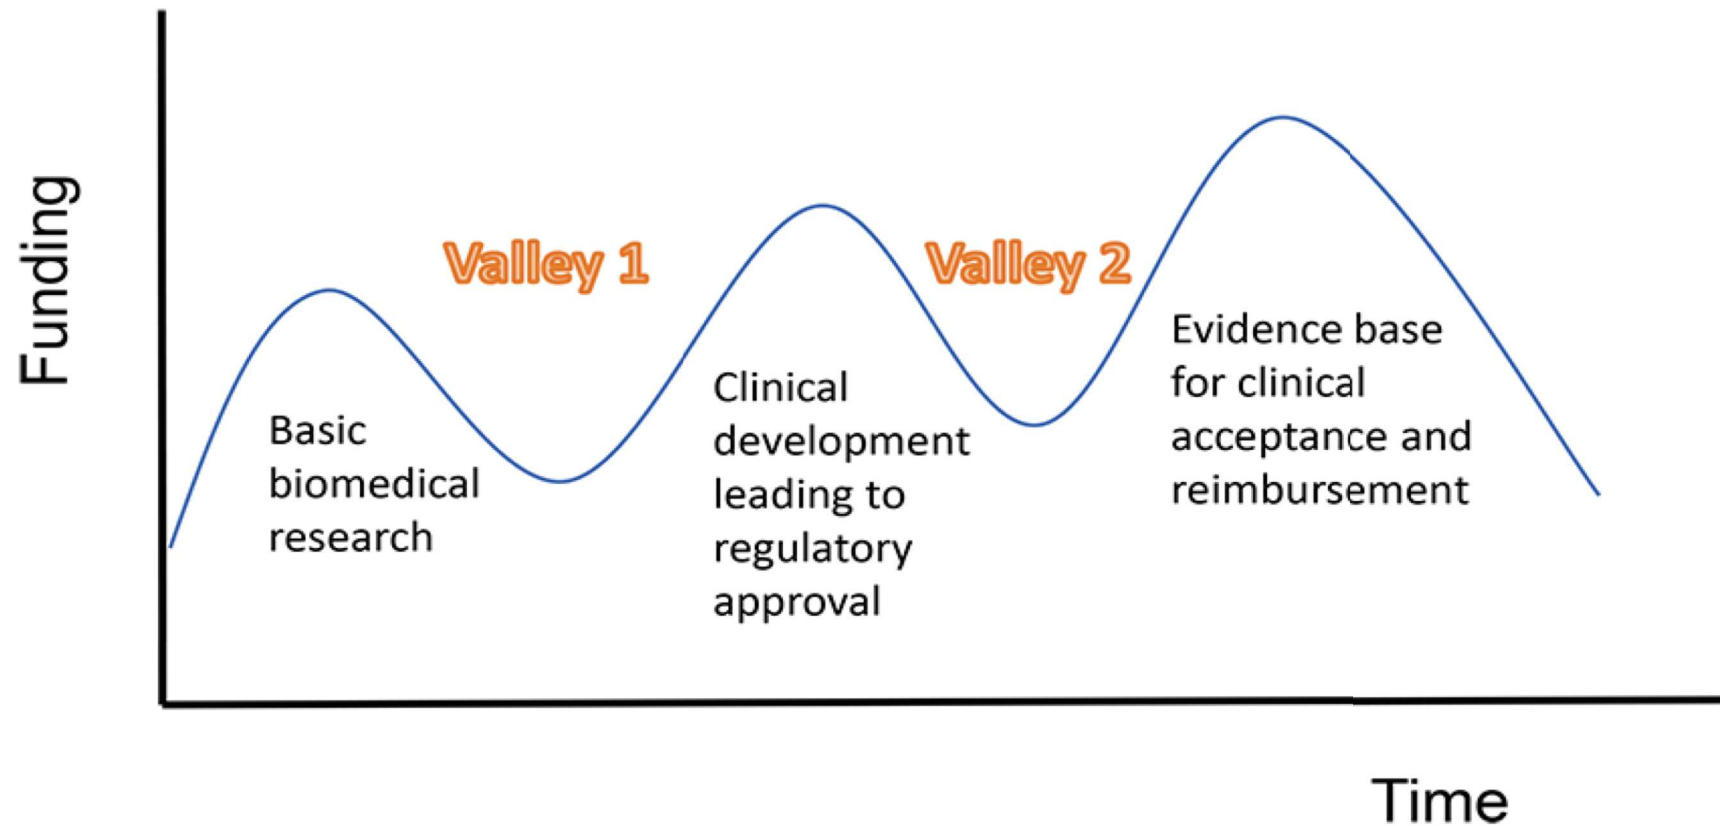 Funding
Valley 1
Valley 2
Basic
biomedical
research
Clinical
development
leading to
regulatory
approval
Evidence base
for clinical
acceptance and
reimbursement
Time